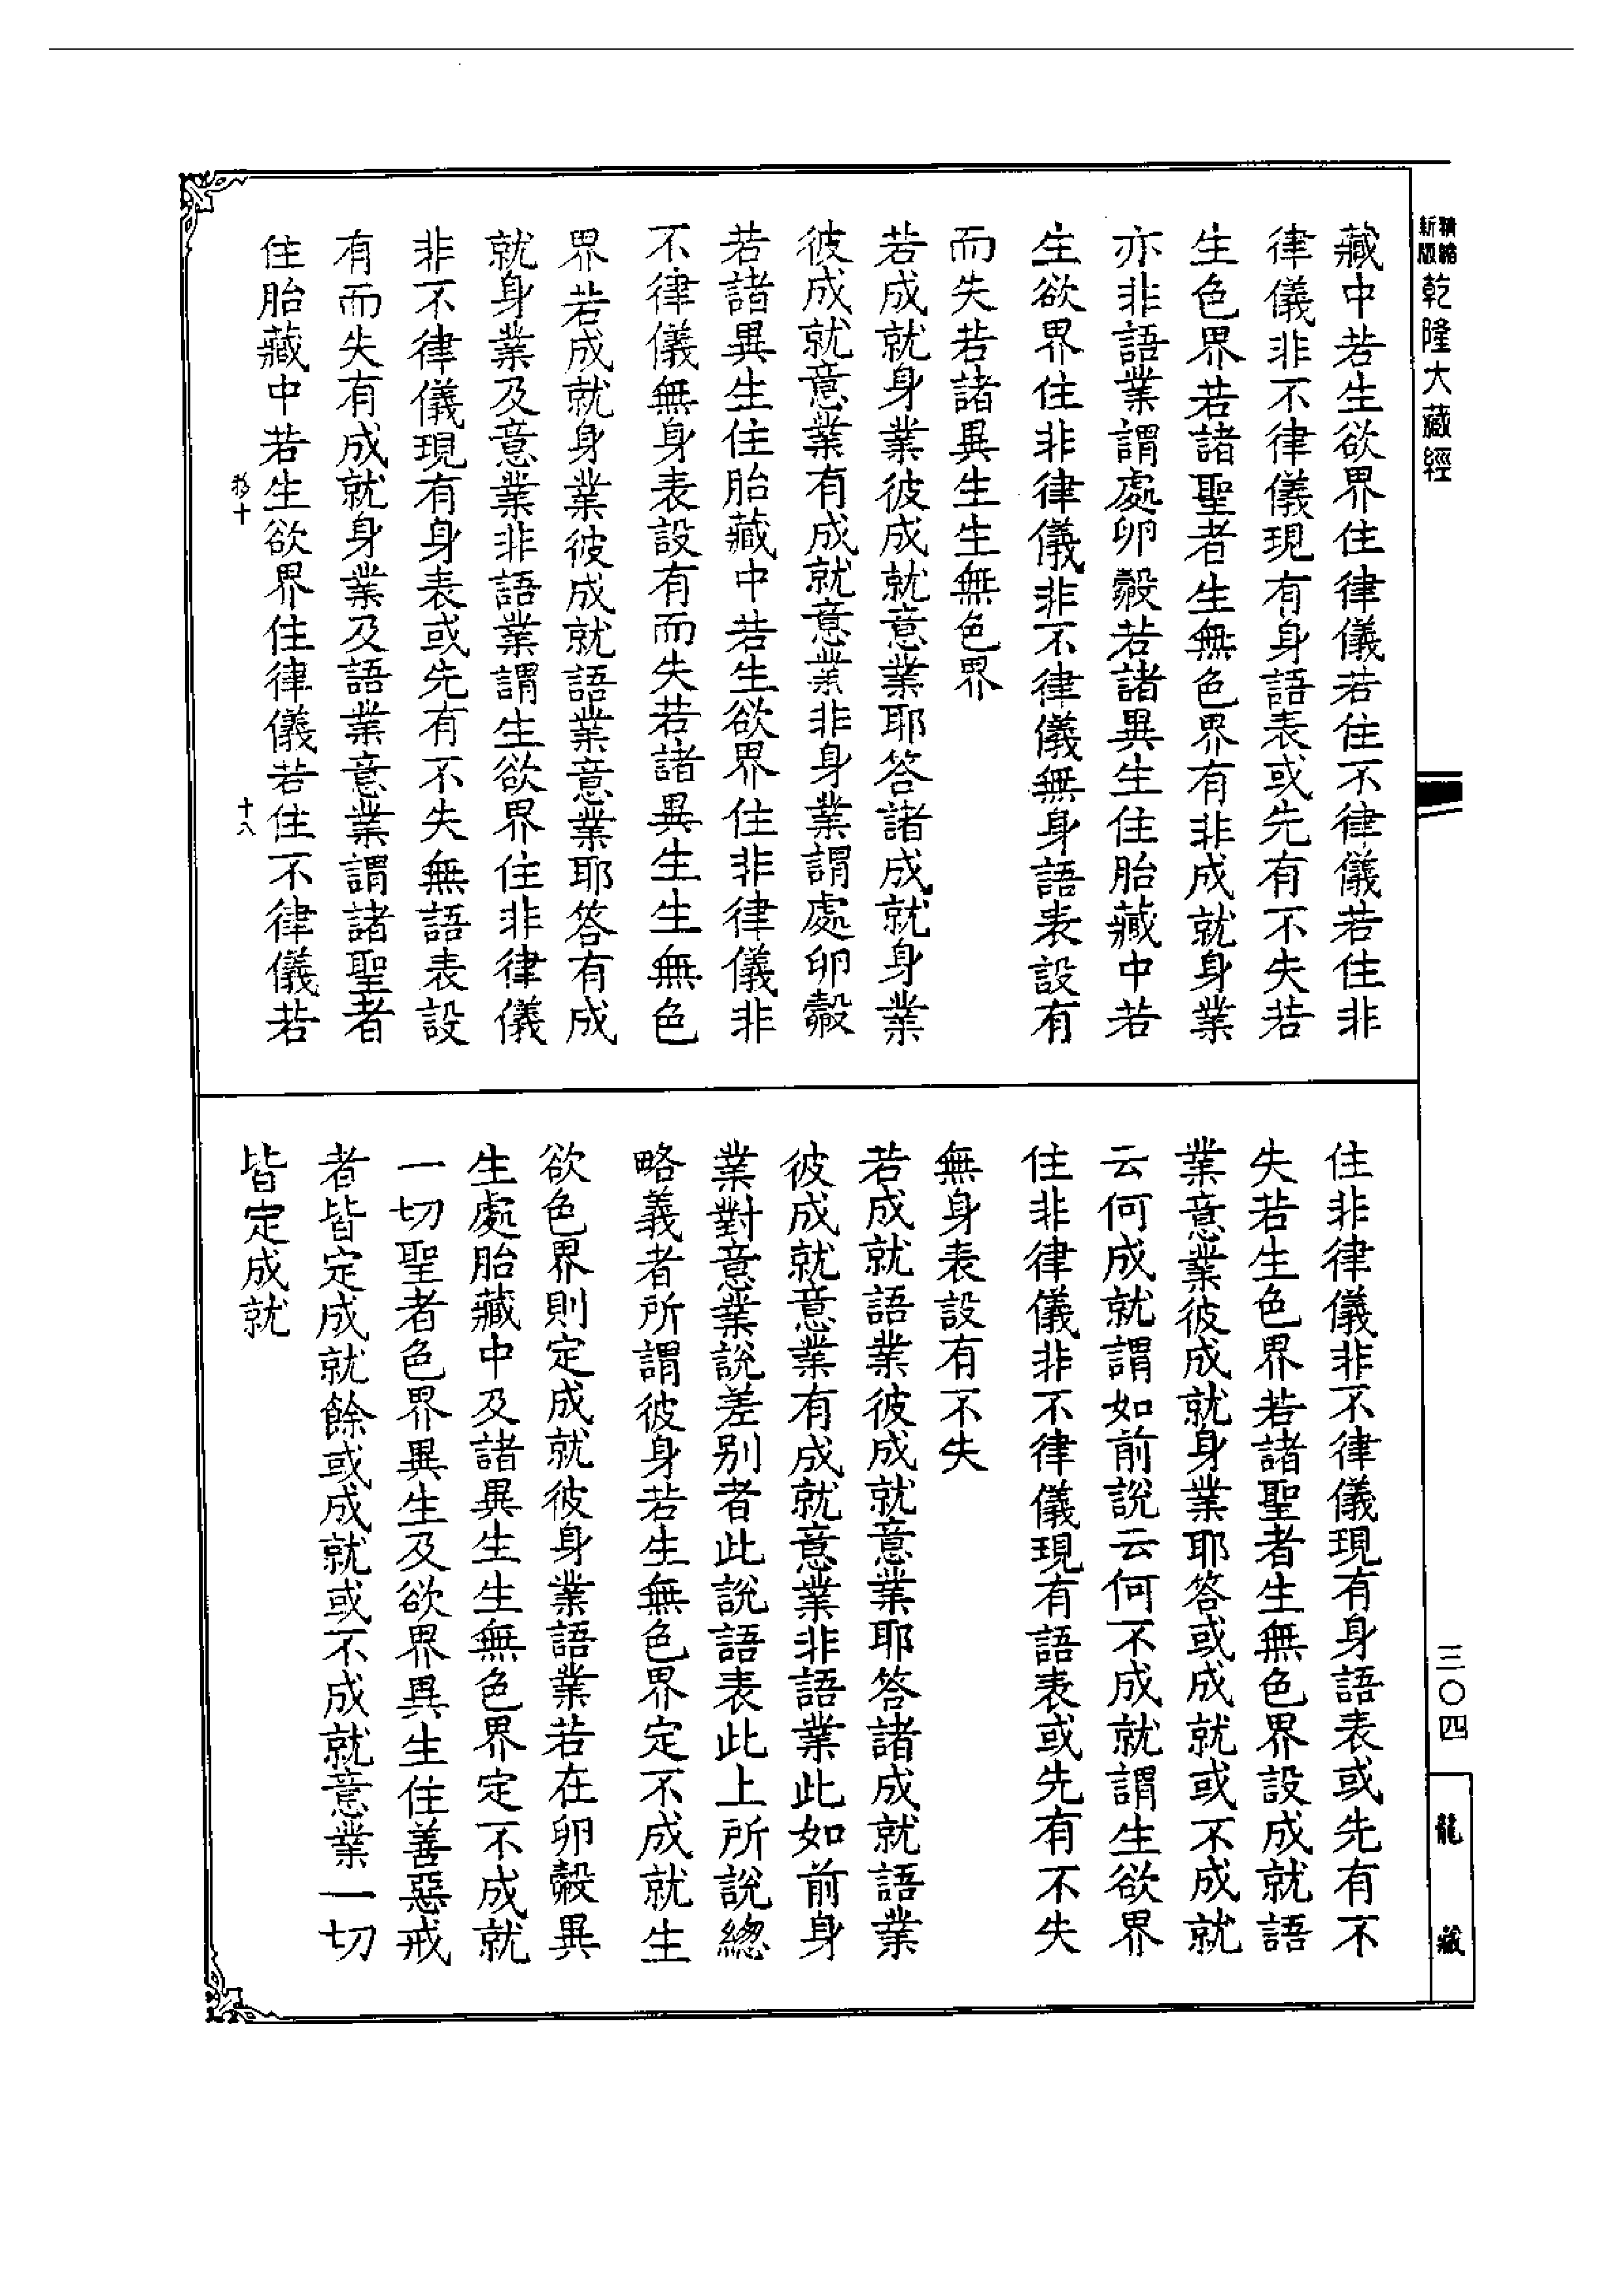 新版 精縮
乾隆大藏經
藏中若生欲界住律儀若住不律儀若住非
律儀非不律儀現有身語表或先有不失若
生色界若諸聖者生無色界有非成就身業
亦非語業謂處卵㲉若諸異生住胎藏中若
生欲界住非律儀非不律儀無身語表設有
而失若諸異生生無色界
若成就身業彼成就意業耶答諸成就身業
彼成就意業有成就意業非身業謂處卵㲉
若諸異生住胎藏中若生欲界住非律儀非
不律儀無身表設有而失若諸異生生無色
界若成就身業彼成就語業意業耶答有成
就身業及意業非語業謂生欲界住非律儀
非不律儀現有身表或先有不失無語表設
有而失有成就身業及語業意業謂諸聖者
住胎藏中若生欲界住律儀若住不律儀若
十八
住非律儀非不律儀現有身語表或先有不
失若生色界若諸聖者生無色界設成就語
業意業彼成就身業耶答或成就或不成就
云何成就謂如前說云何不成就謂生欲界
住非律儀非不律儀現有語表或先有不失
無身表設有不失
若成就語業彼成就意業耶答諸成就語業
彼成就意業有成就意業非語業此如前身
業對意業說差别者此說語表此上所說總
略義者所謂彼身若生無色界定不成就生
欲色界則定成就彼身業語業若在卵㲉異
生處胎藏中及諸異生生無色界定不成就
一切聖者色界異生及欲界異生住善惡戒
者皆定成就餘或成就或不成就意業一切
皆定成就
三〇四
龍藏